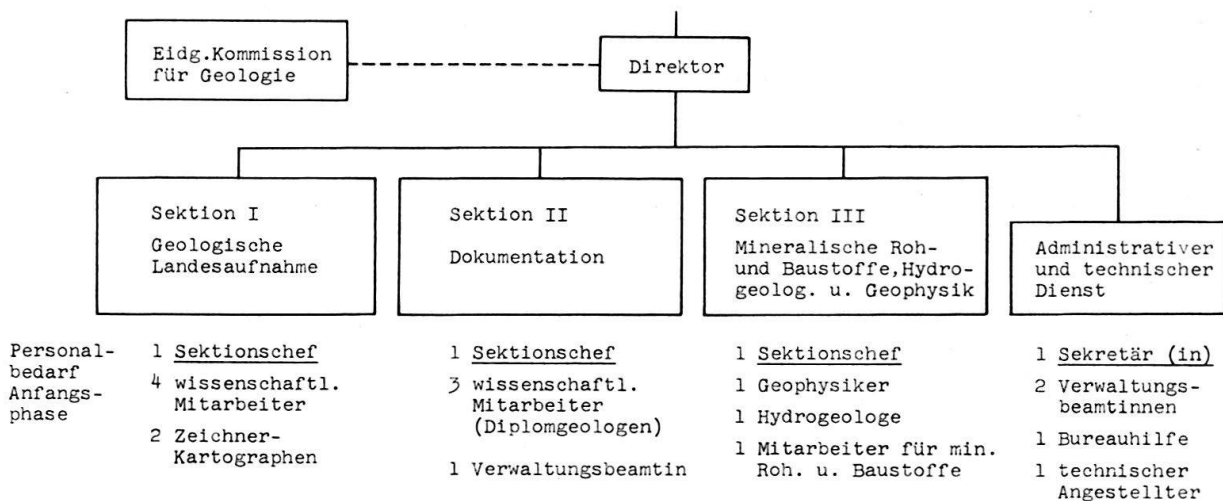 Eidg.Kommission
für Geologie
Direktor
Sektion I
Geologische
Landesaufnahme
Sektion II
Dokumentation
Sektion III
Mineralische Roh-
und Baustoffe,Hydro-
geolog. u. Geophysik
Administrativer
und technischer
Dienst
Personal-
bedarf
Anfangs-
phase
1 Sektionschef
4 wissenschaftl.
Mitarbeiter
2 Zeichner-
Kartographen
1 Sektionschef
3 wissenschaftl.
Mitarbeiter
(Diplomgeologen)
1 Verwaltungsbeamtin
1 Sektionschef
1 Geophysiker
1 Hydrogeologe
1 Mitarbeiter für min.
Roh. u. Baustoffe
1 Sekretär (in)
2 Verwaltungs-
beamtinnen
1 Bureauhilfe
1 technischer
Angestellter